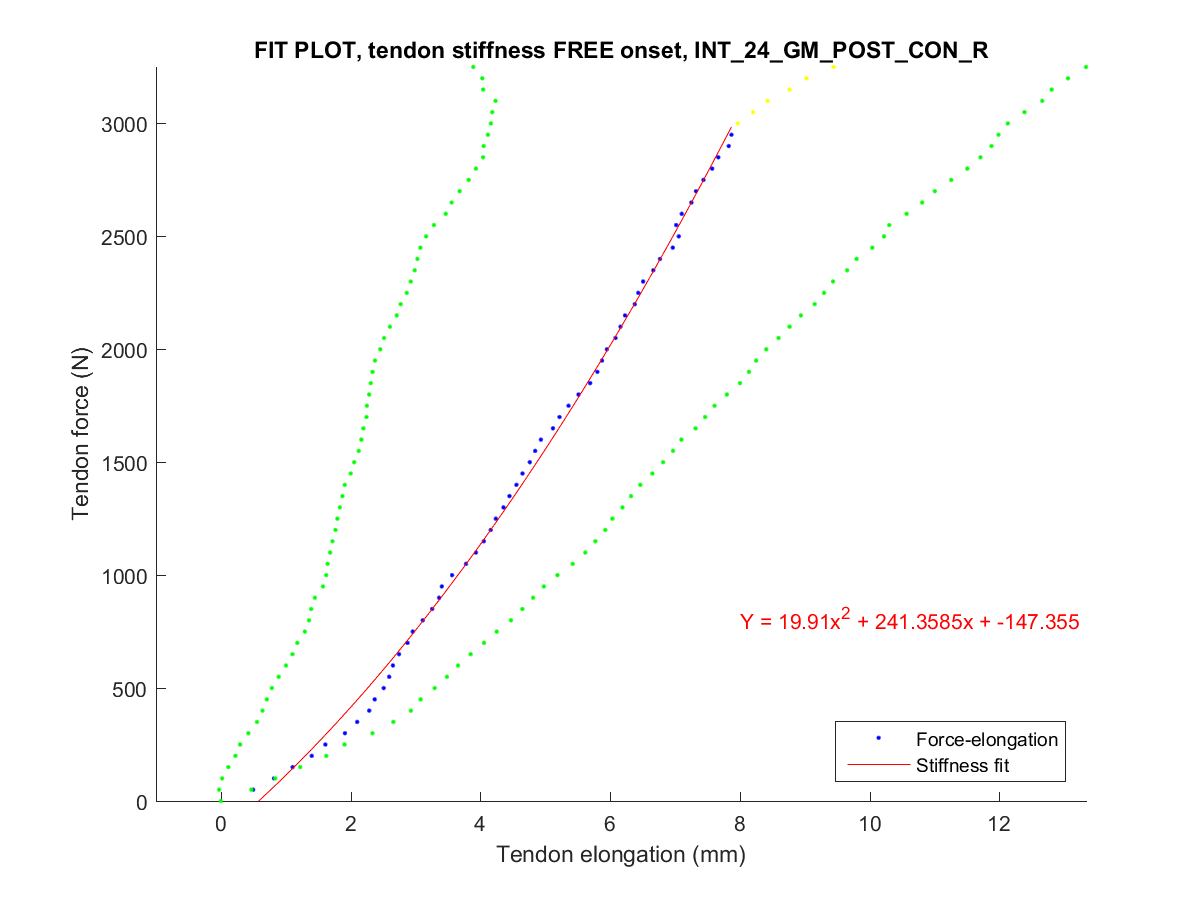 FIT PLOT, tendon stiffness FREE onset, INT_24_GM_POST_CON_R
3000
2500
2000
1500
1000
500
0
Tendon force (N)
Y = 19.91x² + 241.3585x + -147.355
Force-elongation
Stiffness fit
0 2 4 6 8 10 12
Tendon elongation (mm)